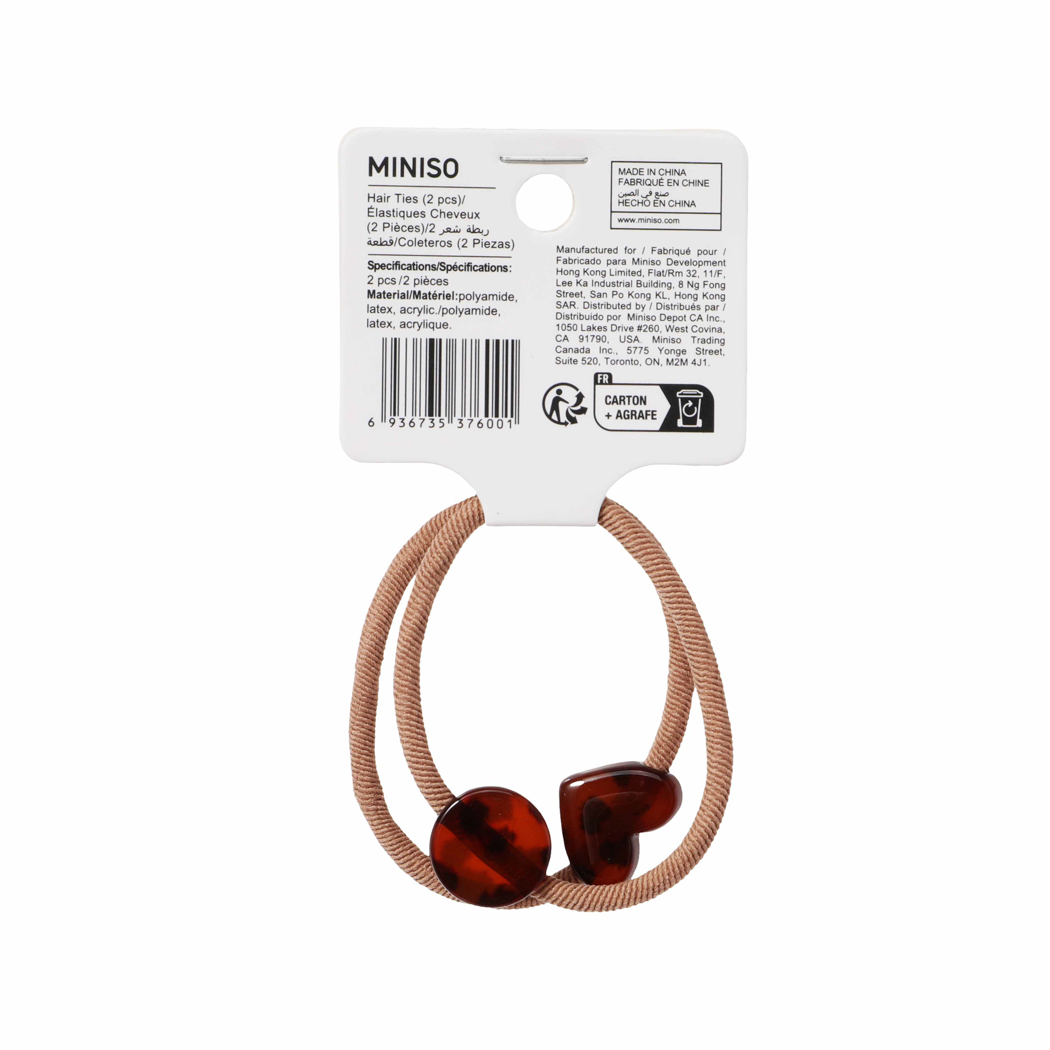 MINISO
Hair Ties (2 pcs)/
Élastiques Cheveux
(2 Pièces)/2 ربطة شعر
قطعة/Coleteros (2 Piezas)
Specifications/Spécifications:
2 pcs/2 pièces
Material/Matériel:polyamide,
latex, acrylic./polyamide,
latex, acrylique.
6 936735 376001
MADE IN CHINA
FABRIQUÉ EN CHINE
صنع في الصين
HECHO EN CHINA
www.miniso.com
Manufactured for / Fabriqué pour /
Fabricado para Miniso Development
Hong Kong Limited, Flat/Rm 32, 11/F,
Lee Ka Industrial Building, 8 Ng Fong
Street, San Po Kong KL, Hong Kong
SAR. Distributed by / Distribués par /
Distribuido por Miniso Depot CA Inc.,
1050 Lakes Drive #260, West Covina,
CA 91790, USA. Miniso Trading
Canada Inc., 5775 Yonge Street,
Suite 520, Toronto, ON, M2M 4J1.
FR
CARTON
+ AGRAFE